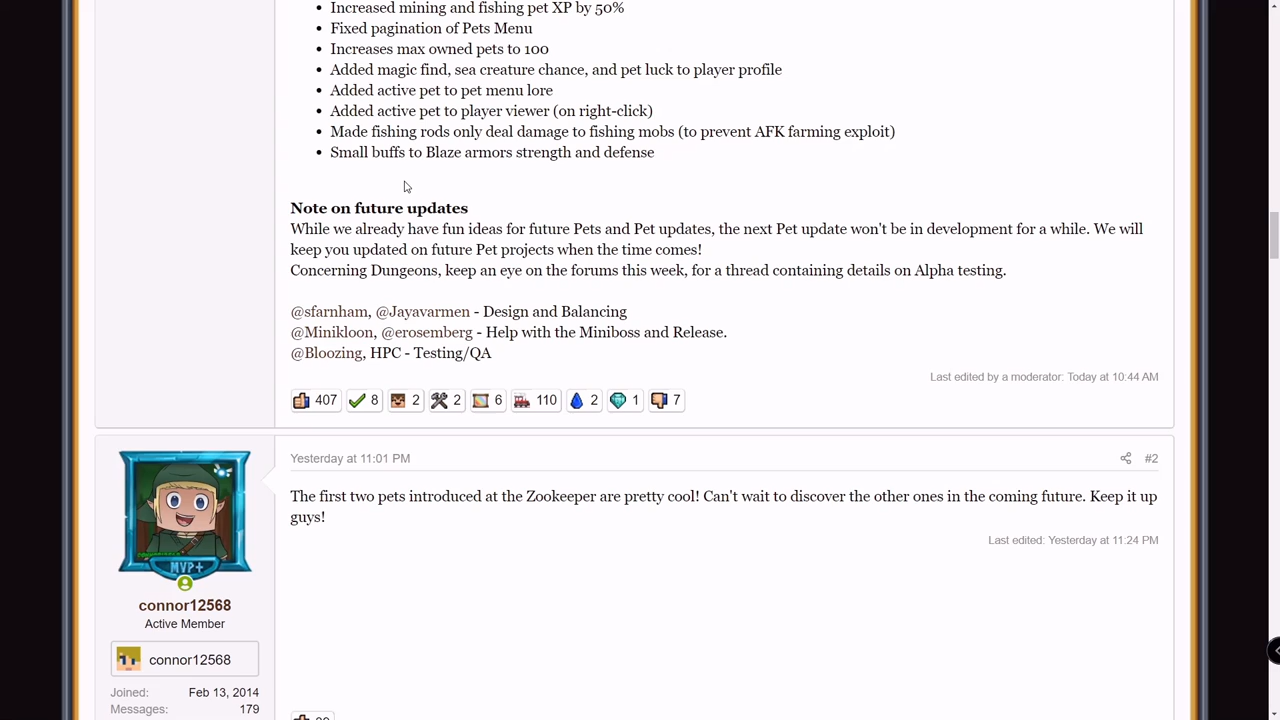 Increased mining and fishing pet XP by 50%
Fixed pagination of Pets Menu
Increases max owned pets to 100
Added magic find, sea creature chance, and pet luck to player profile
Added active pet to pet menu lore
Added active pet to player viewer (on right-click)
Made fishing rods only deal damage to fishing mobs (to prevent AFK farming exploit)
Small buffs to Blaze armors strength and defense
Note on future updates
While we already have fun ideas for future Pets and Pet updates, the next Pet update won't be in development for a while. We will
keep you updated on future Pet projects when the time comes!
Concerning Dungeons, keep an eye on the forums this week, for a thread containing details on Alpha testing.
@sfarnham, @Jayavarmen - Design and Balancing
@Minikloon, @erosemberg - Help with the Miniboss and Release.
@Bloozing, HPC - Testing/QA
Last edited by a moderator: Today at 10:44 AM
407 8 2 2 6 110 2 1 7
Yesterday at 11:01 PM #2
The first two pets introduced at the Zookeeper are pretty cool! Can't wait to discover the other ones in the coming future. Keep it up
guys!
Last edited: Yesterday at 11:24 PM
MVP+
connor12568
Active Member
connor12568
Joined: Feb 13, 2014
Messages: 179